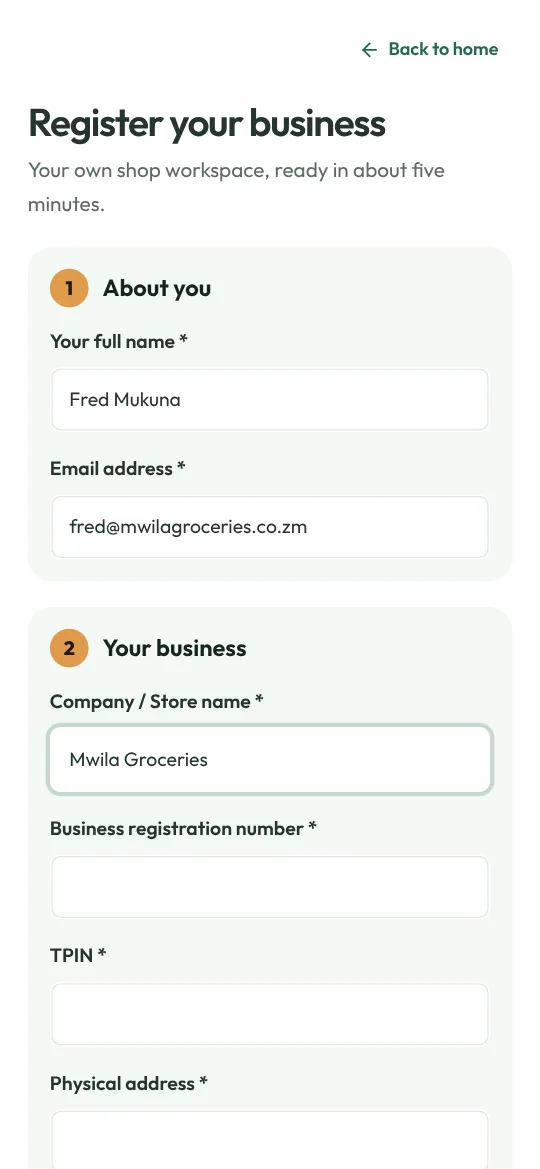 ← Back to home
Register your business
Your own shop workspace, ready in about five
minutes.
1 About you
Your full name *
Fred Mukuna
Email address *
fred@mwilagroceries.co.zm
2 Your business
Company / Store name *
Mwila Groceries
Business registration number *
TPIN *
Physical address *